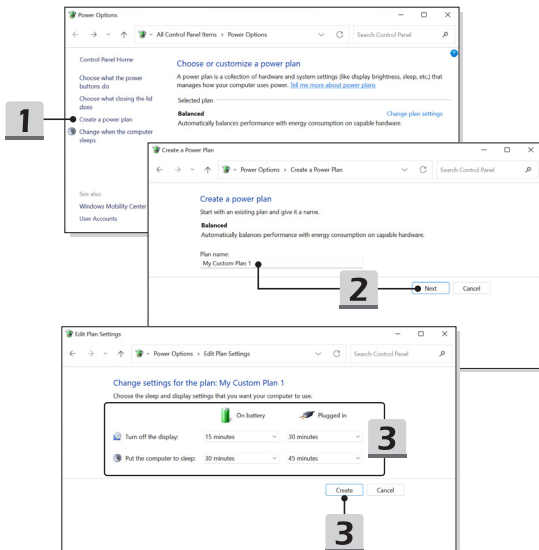 Power Options
All Control Panel Items > Power Options
Search Control Panel
Control Panel Home
Choose what the power
buttons do
Choose what closing the lid
does
Create a power plan
Change when the computer
sleeps
See also
Windows Mobility Center
User Accounts
Choose or customize a power plan
A power plan is a collection of hardware and system settings (like display brightness, sleep, etc.) that
manages how your computer uses power. Tell me more about power plans
Selected plan
Balanced
Change plan settings
Automatically balances performance with energy consumption on capable hardware.
1
Create a Power Plan
Power Options > Create a Power Plan
Search Control Panel
Create a power plan
Start with an existing plan and give it a name.
Balanced
Automatically balances performance with energy consumption on capable hardware.
Plan name:
My Custom Plan 1
2
Next Cancel
Edit Plan Settings
Power Options > Edit Plan Settings
Search Control Panel
Change settings for the plan: My Custom Plan 1
Choose the sleep and display settings that you want your computer to use.
On battery Plugged in
Turn off the display: 15 minutes 30 minutes
Put the computer to sleep: 30 minutes 45 minutes
3
Create Cancel
3